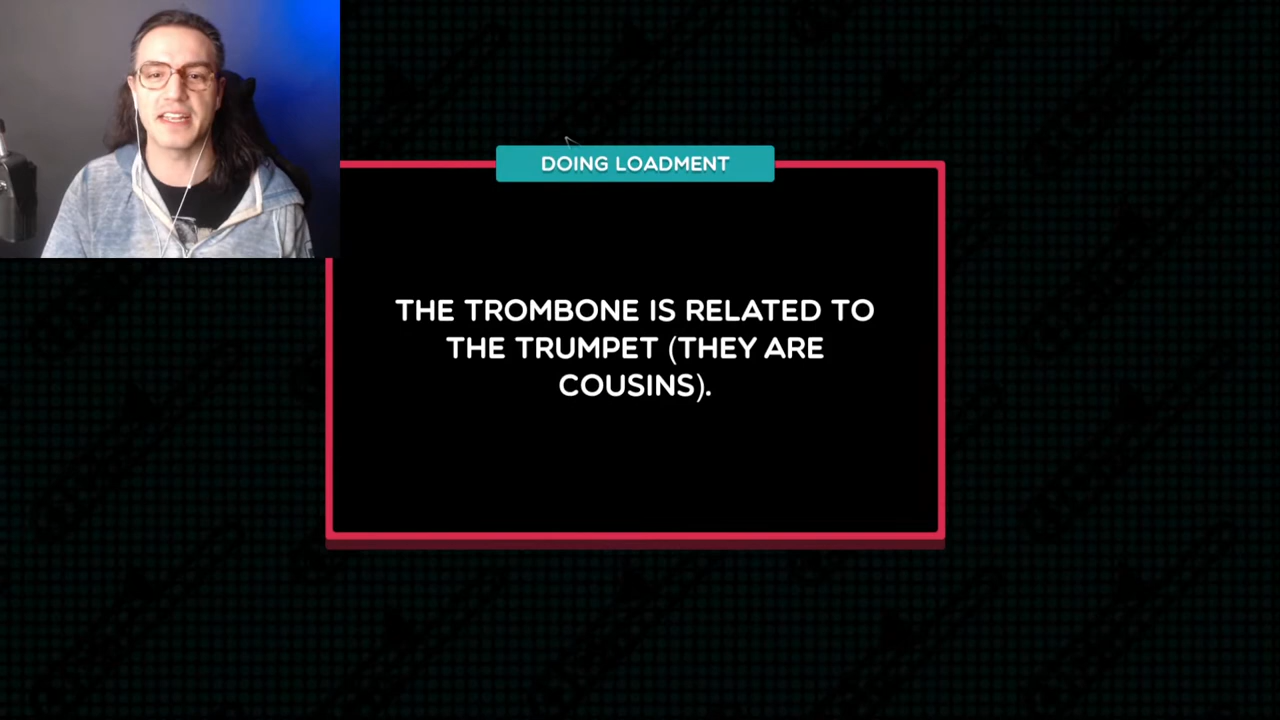 DOING LOADMENT
THE TROMBONE IS RELATED TO
THE TRUMPET (THEY ARE
COUSINS).